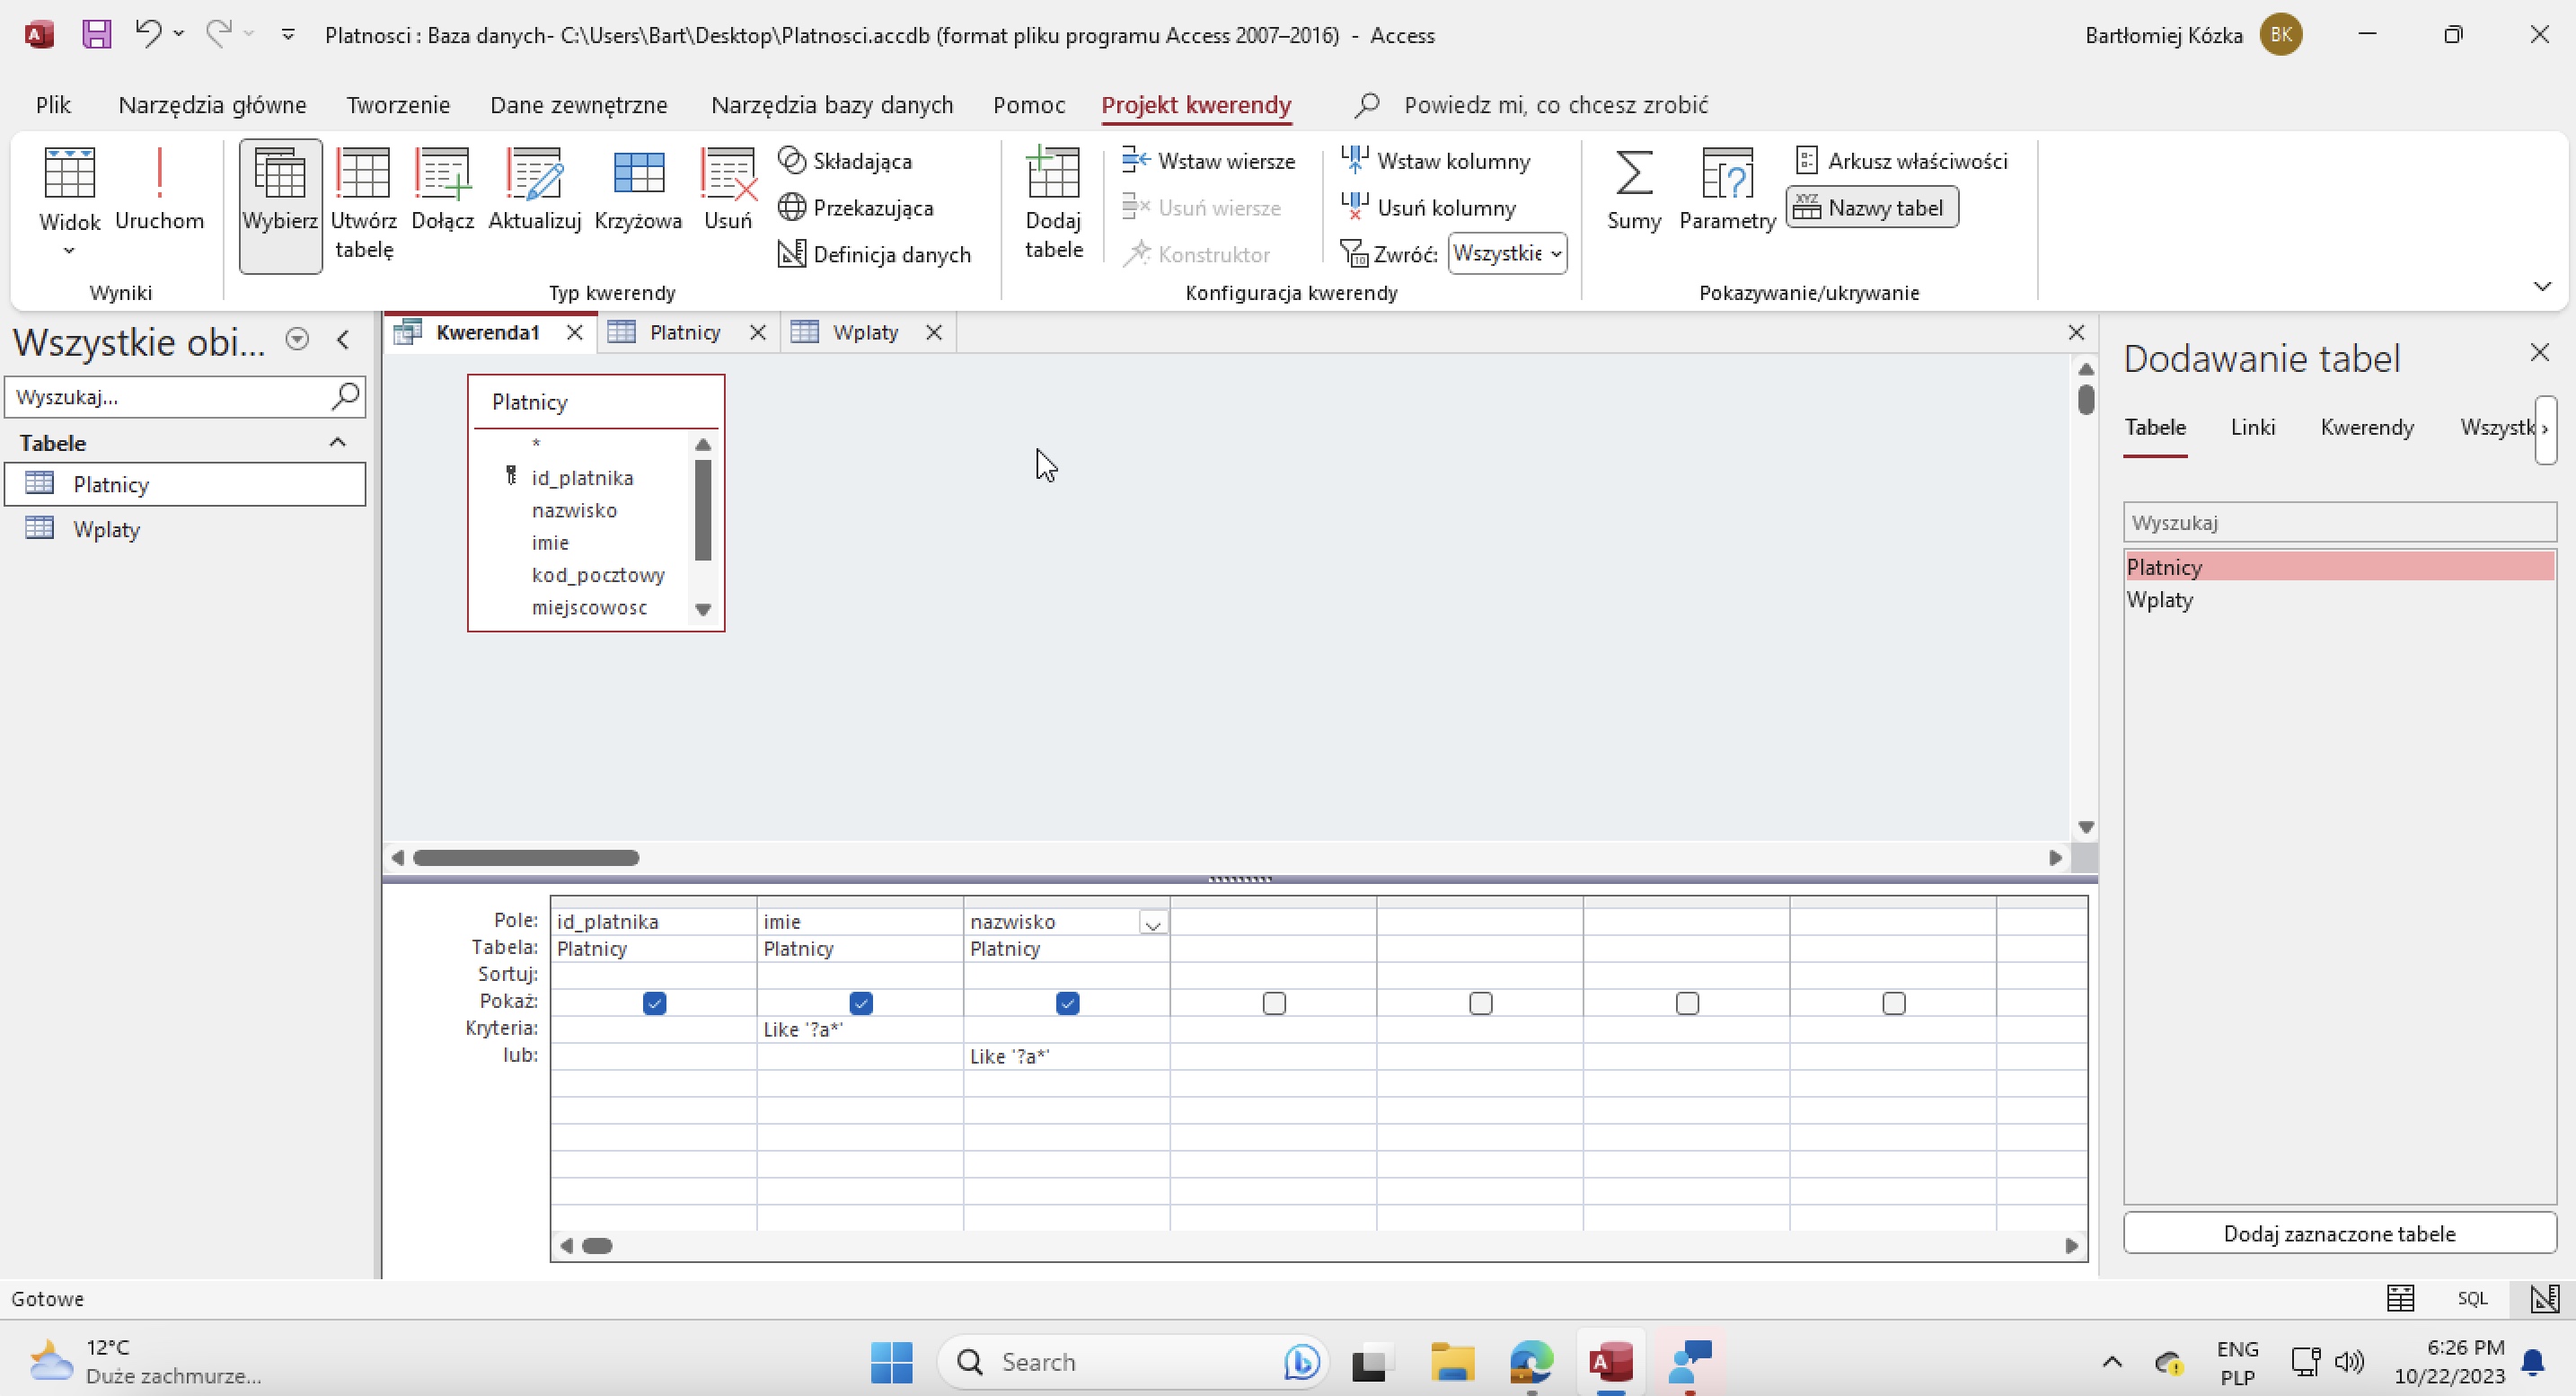 Platnosci : Baza danych- C:\Users\Bart\Desktop\Platnosci.accdb (format pliku programu Access 2007–2016) - Access
Bartłomiej Kózka
BK
Plik
Narzędzia główne
Tworzenie
Dane zewnętrzne
Narzędzia bazy danych
Pomoc
Projekt kwerendy
Powiedz mi, co chcesz zrobić
Widok
Uruchom
Wyniki
Wybierz
Utwórz
tabelę
Dołącz
Aktualizuj
Krzyżowa
Usuń
Składająca
Przekazująca
Definicja danych
Typ kwerendy
Dodaj
tabele
Wstaw wiersze
Usuń wiersze
Konstruktor
Wstaw kolumny
Usuń kolumny
Zwróć: Wszystkie
Konfiguracja kwerendy
Sumy
Parametry
Arkusz właściwości
Nazwy tabel
Pokazywanie/ukrywanie
Wszystkie obi...
Wyszukaj...
Tabele
Platnicy
Wplaty
Kwerenda1
Platnicy
Wplaty
Platnicy
*
id_platnika
nazwisko
imie
kod_pocztowy
miejscowosc
Pole: id_platnika imie nazwisko
Tabela: Platnicy Platnicy Platnicy
Sortuj:
Pokaż:
Kryteria: Like '?a*'
lub: Like '?a*'
Dodawanie tabel
Tabele
Linki
Kwerendy
Wszystk
Wyszukaj
Platnicy
Wplaty
Dodaj zaznaczone tabele
Gotowe
SQL
12°C
Duże zachmurze...
Search
ENG
PLP
6:26 PM
10/22/2023